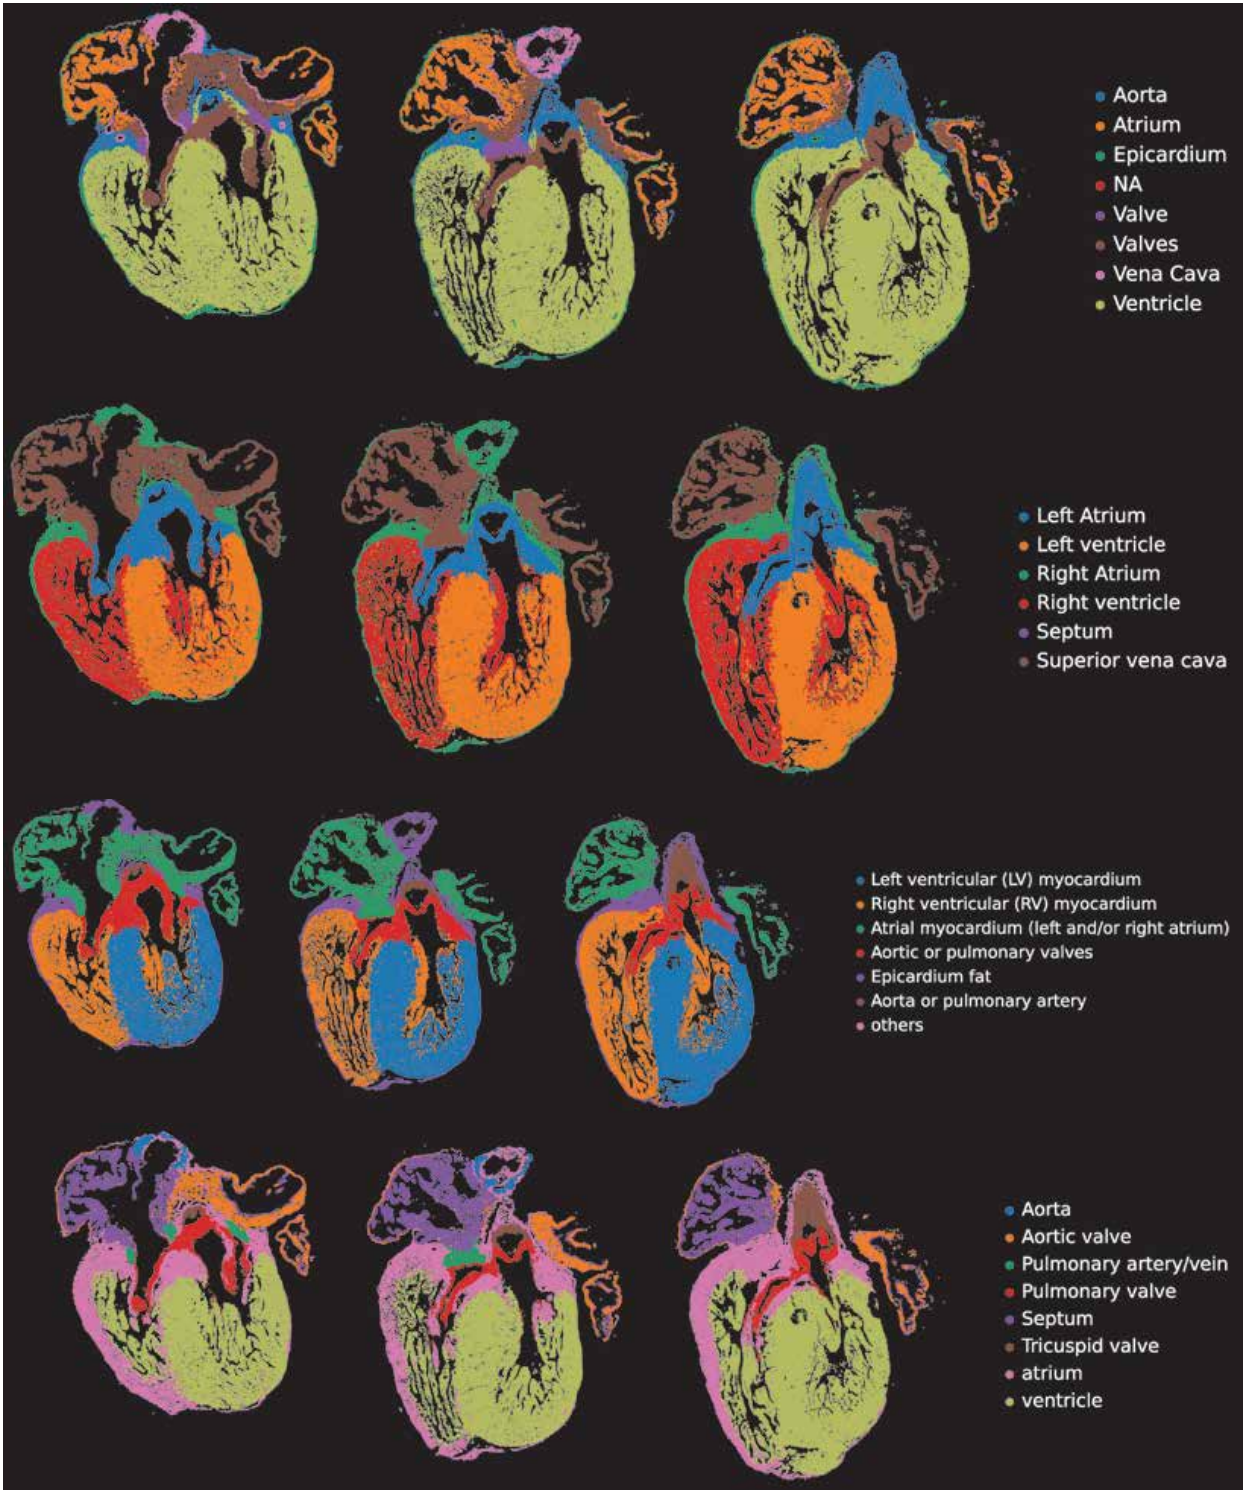 Aorta
Atrium
Epicardium
NA
Valve
Valves
Vena Cava
Ventricle
Left Atrium
Left ventricle
Right Atrium
Right ventricle
Septum
Superior vena cava
Left ventricular (LV) myocardium
Right ventricular (RV) myocardium
Atrial myocardium (left and/or right atrium)
Aortic or pulmonary valves
Epicardium fat
Aorta or pulmonary artery
others
Aorta
Aortic valve
Pulmonary artery/vein
Pulmonary valve
Septum
Tricuspid valve
atrium
ventricle